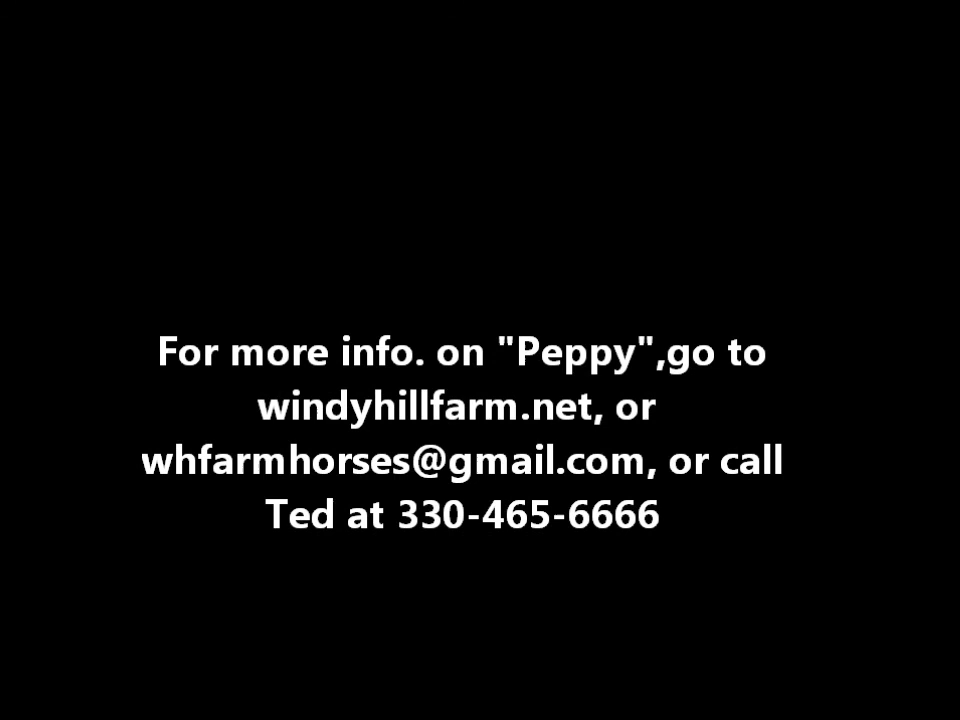 For more info. on "Peppy",go to
windyhillfarm.net, or
whfarmhorses@gmail.com, or call
Ted at 330-465-6666